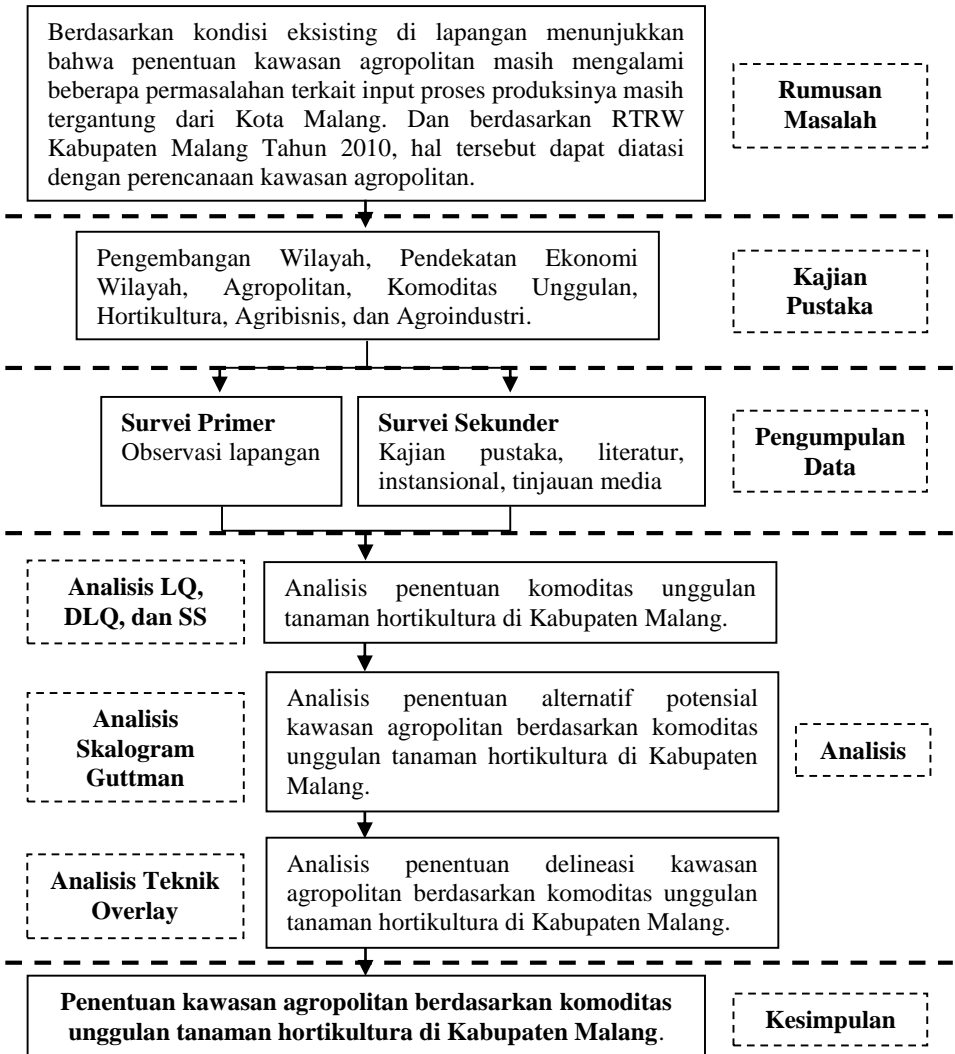 Berdasarkan kondisi eksisting di lapangan menunjukkan
bahwa penentuan kawasan agropolitan masih mengalami
beberapa permasalahan terkait input proses produksinya masih
tergantung dari Kota Malang. Dan berdasarkan RTRW
Kabupaten Malang Tahun 2010, hal tersebut dapat diatasi
dengan perencanaan kawasan agropolitan.
Rumusan
Masalah
Pengembangan Wilayah, Pendekatan Ekonomi
Wilayah, Agropolitan, Komoditas Unggulan,
Hortikultura, Agribisnis, dan Agroindustri.
Kajian
Pustaka
Survei Primer
Observasi lapangan
Survei Sekunder
Kajian pustaka, literatur,
instansional, tinjauan media
Pengumpulan
Data
Analisis LQ,
DLQ, dan SS
Analisis penentuan komoditas unggulan
tanaman hortikultura di Kabupaten Malang.
Analisis
Skalogram
Guttman
Analisis penentuan alternatif potensial
kawasan agropolitan berdasarkan komoditas
unggulan tanaman hortikultura di Kabupaten
Malang.
Analisis
Analisis Teknik
Overlay
Analisis penentuan delineasi kawasan
agropolitan berdasarkan komoditas unggulan
tanaman hortikultura di Kabupaten Malang.
Penentuan kawasan agropolitan berdasarkan komoditas
unggulan tanaman hortikultura di Kabupaten Malang.
Kesimpulan